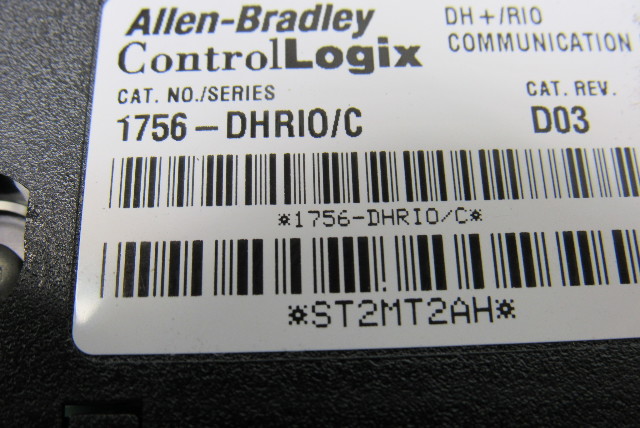 Allen-Bradley
ControlLogix
DH+/RIO
COMMUNICATION
CAT. NO./SERIES
CAT. REV.
1756-DHRIO/C
D03
*1756-DHRIO/C*
*ST2MT2AH*